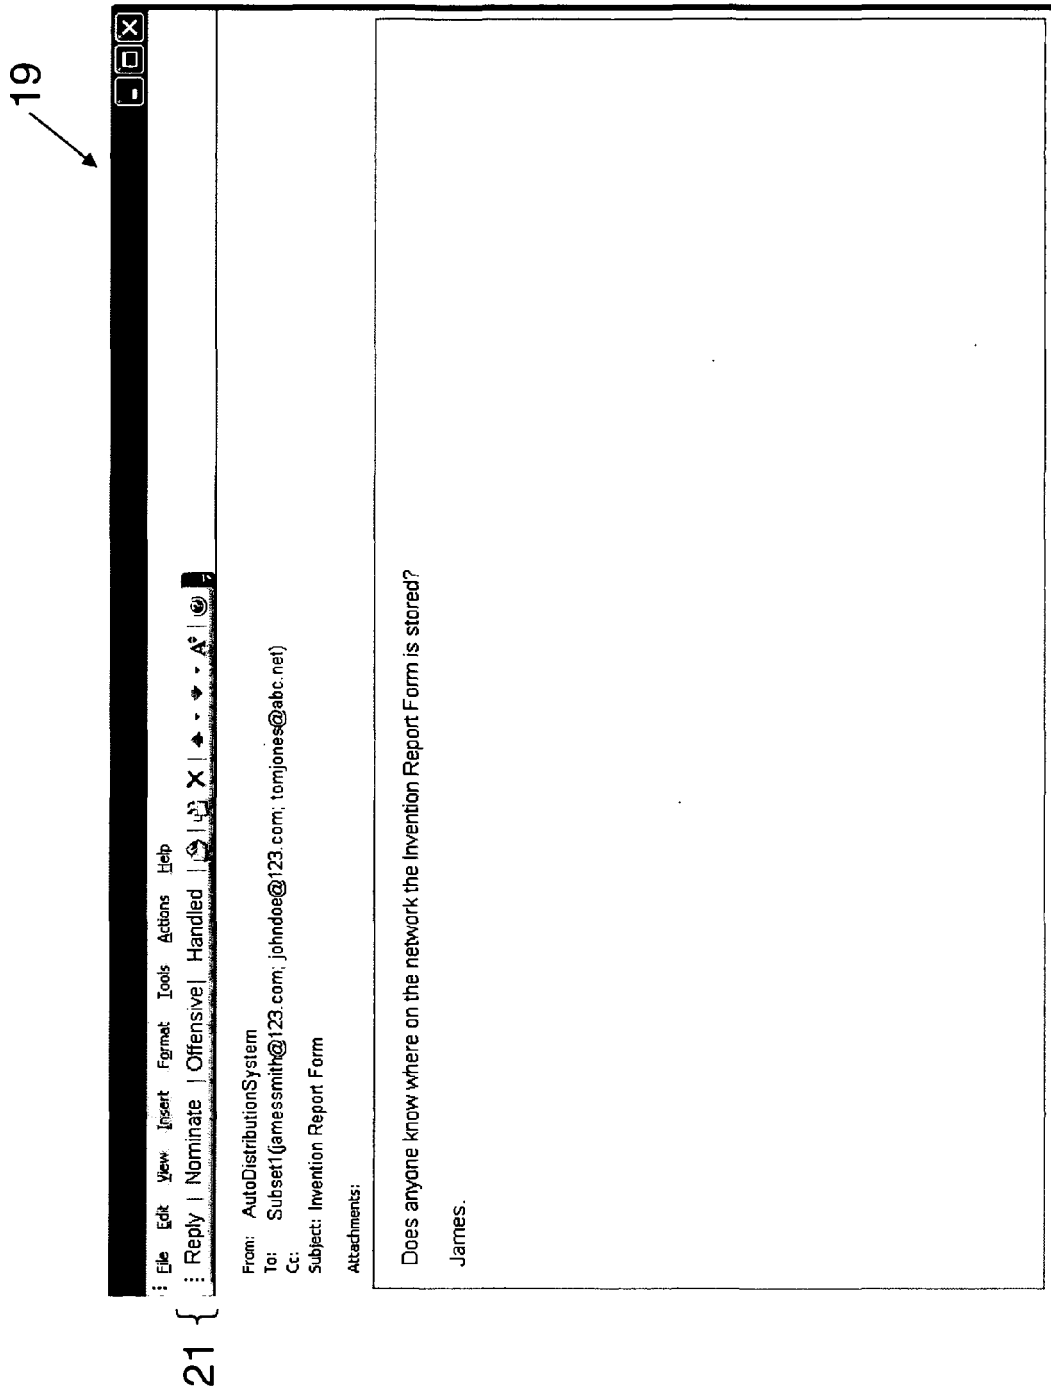 19
File Edit View Insert Format Tools Actions Help
21 { Reply | Nominate | Offensive | Handled
From: AutoDistributionSystem
To: Subset1(jamessmith@123.com; johndoe@123.com; tomjones@abc.net)
Cc:
Subject: Invention Report Form
Attachments:
Does anyone know where on the network the Invention Report Form is stored?
James.